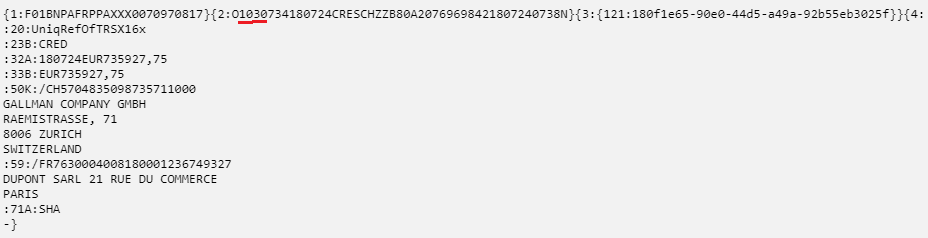 {1:F01BNPAFRPPAXXX0070970817}{2:O1030734180724CRESCHZZB80A20769698421807240738N}{3:{121:180f1e65-90e0-44d5-a49a-92b55eb3025f}}{4:
:20:UniqRefOfTRSX16x
:23B:CRED
:32A:180724EUR735927,75
:33B:EUR735927,75
:50K:/CH5704835098735711000
GALLMAN COMPANY GMBH
RAEMISTRASSE, 71
8006 ZURICH
SWITZERLAND
:59:/FR7630004008180001236749327
DUPONT SARL 21 RUE DU COMMERCE
PARIS
:71A:SHA
-}